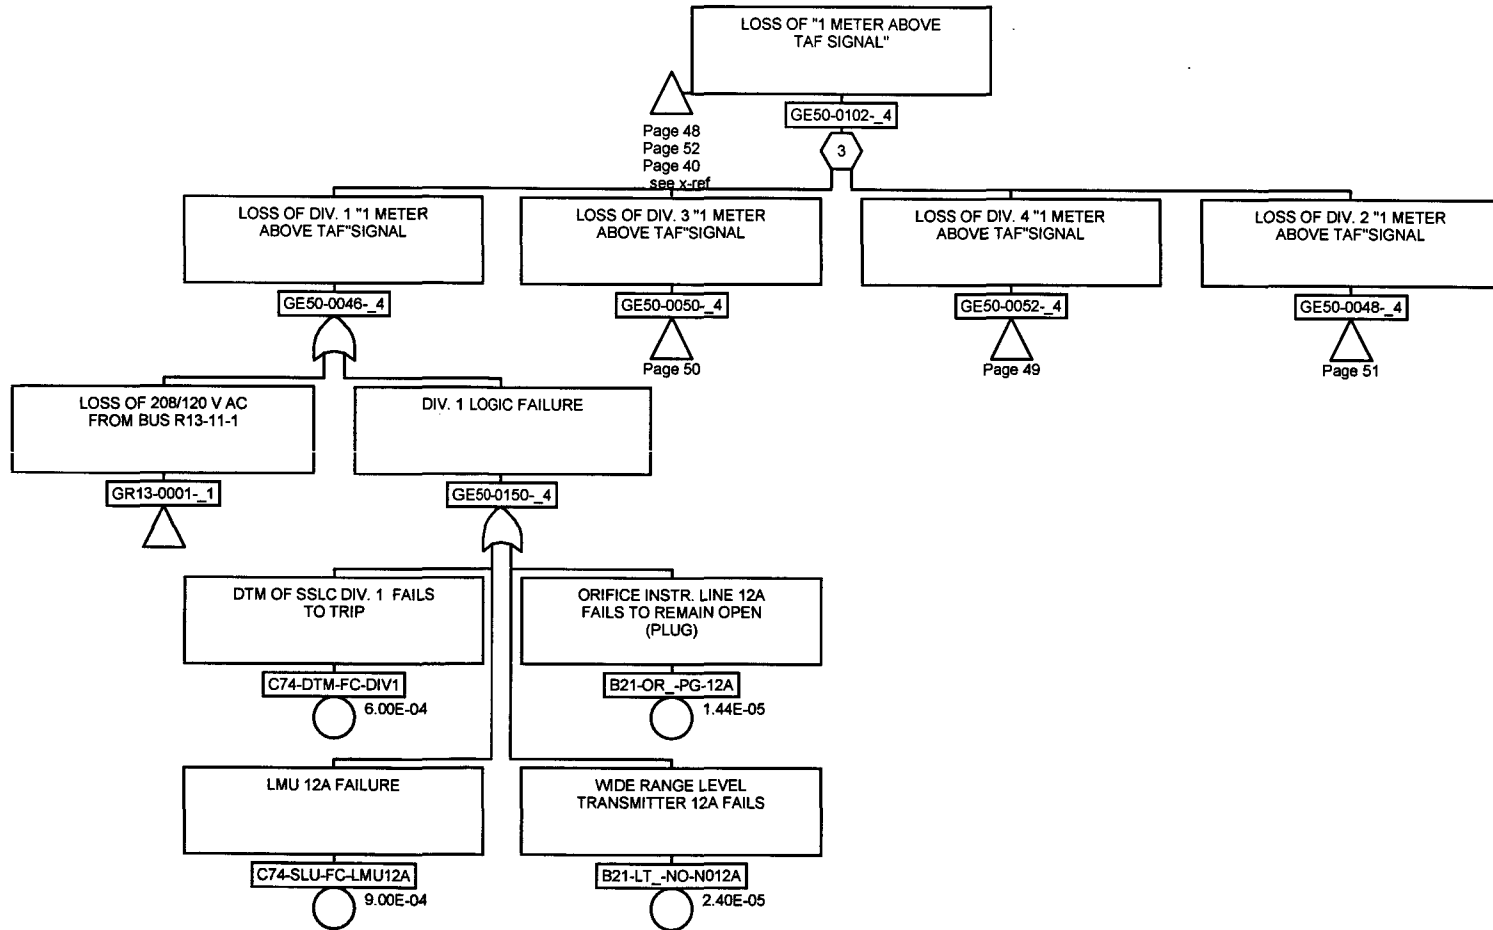 LOSS OF "1 METER ABOVE
TAF SIGNAL"
GE50-0102-_4
3
Page 48
Page 52
Page 40
see x-ref
LOSS OF DIV. 1 "1 METER
ABOVE TAF"SIGNAL
GE50-0046-_4
LOSS OF DIV. 3 "1 METER
ABOVE TAF"SIGNAL
GE50-0050-_4
Page 50
LOSS OF DIV. 4 "1 METER
ABOVE TAF"SIGNAL
GE50-0052-_4
Page 49
LOSS OF DIV. 2 "1 METER
ABOVE TAF"SIGNAL
GE50-0048-_4
Page 51
LOSS OF 208/120 V AC
FROM BUS R13-11-1
GR13-0001-_1
DIV. 1 LOGIC FAILURE
GE50-0150-_4
DTM OF SSLC DIV. 1 FAILS
TO TRIP
C74-DTM-FC-DIV1
6.00E-04
ORIFICE INSTR. LINE 12A
FAILS TO REMAIN OPEN
(PLUG)
B21-OR_-PG-12A
1.44E-05
LMU 12A FAILURE
C74-SLU-FC-LMU12A
9.00E-04
WIDE RANGE LEVEL
TRANSMITTER 12A FAILS
B21-LT_-NO-N012A
2.40E-05